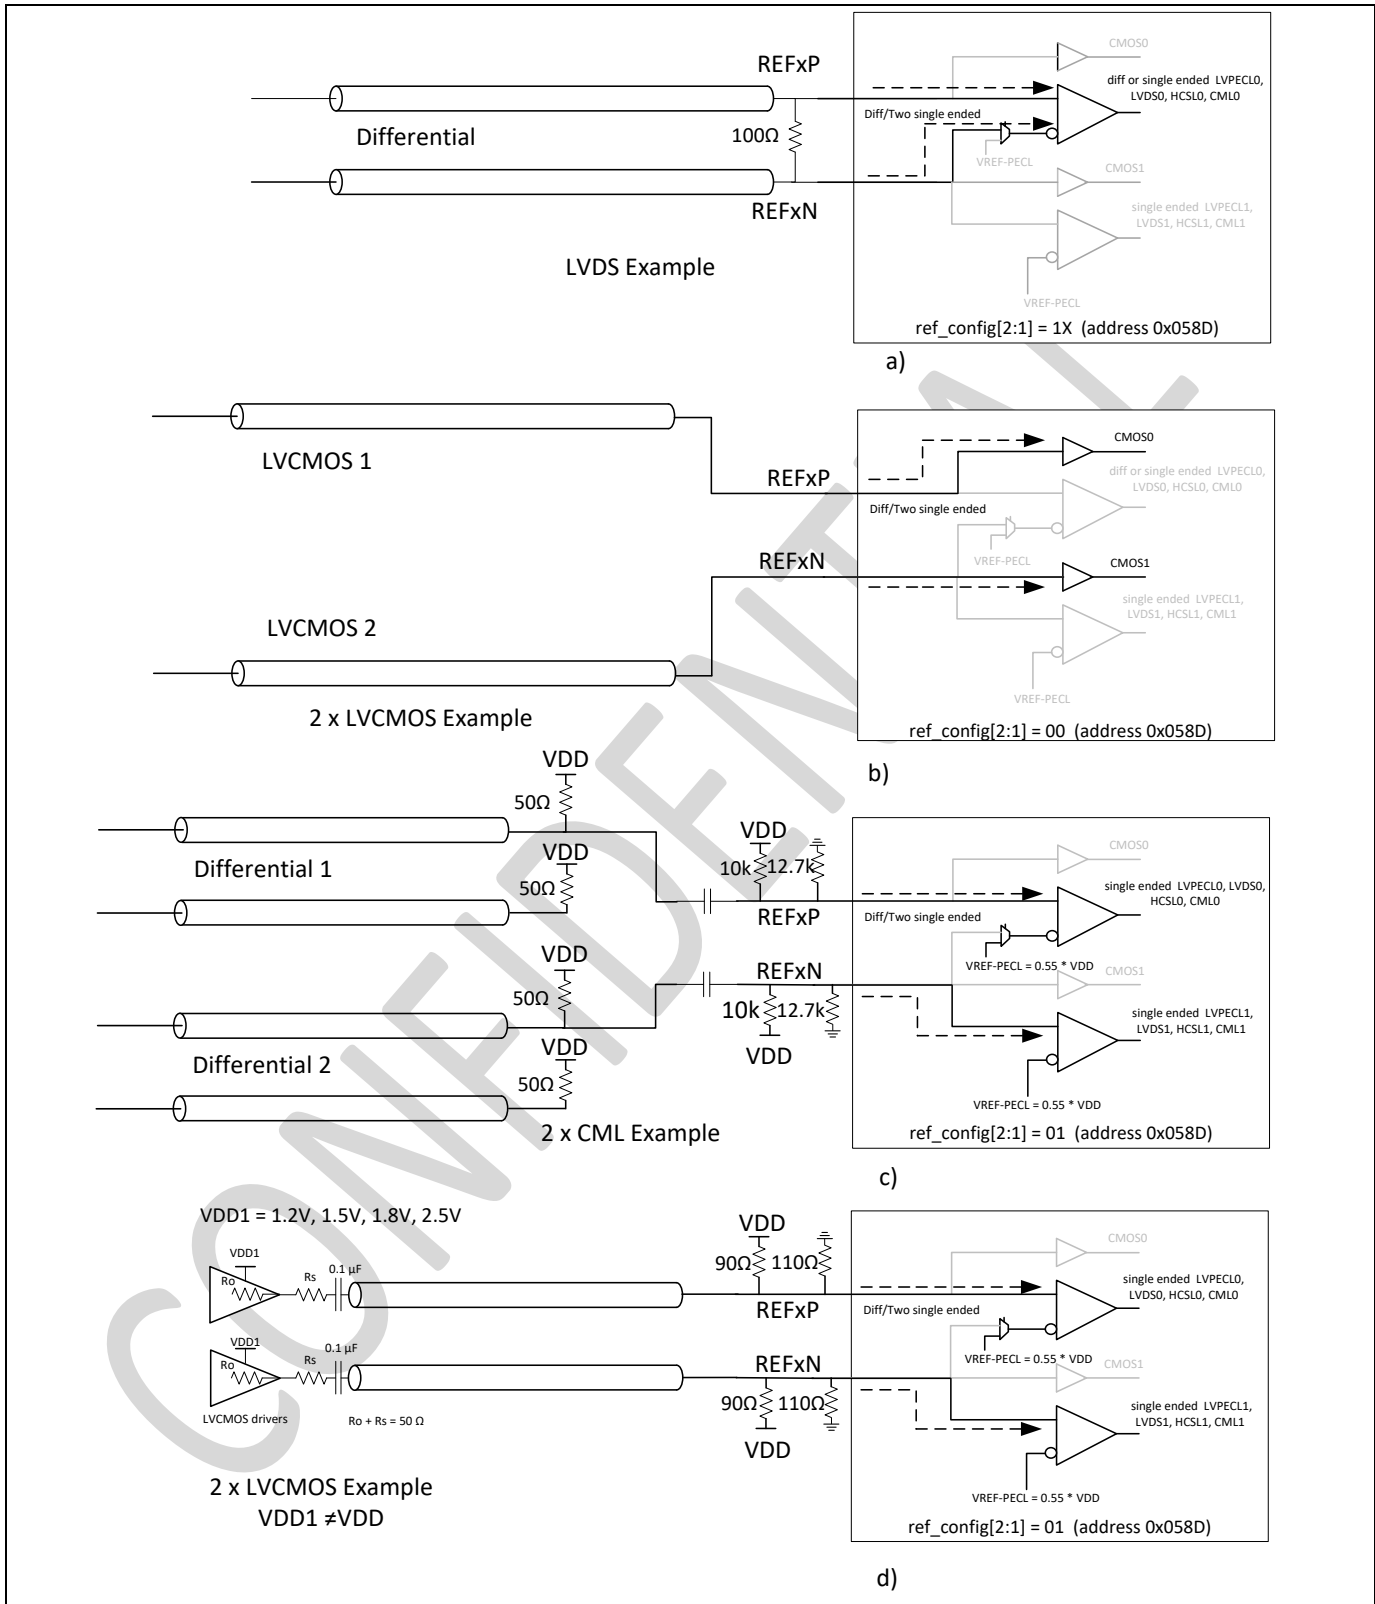 CONFIDENTIAL
REFxP
Differential
100Ω
REFxN
LVDS Example
CMOS0
diff or single ended LVPECL0,
LVDS0, HCSL0, CML0
Diff/Two single ended
VREF-PECL
CMOS1
single ended LVPECL1,
LVDS1, HCSL1, CML1
VREF-PECL
ref_config[2:1] = 1X (address 0x058D)
a)
LVCMOS 1
REFxP
REFxN
LVCMOS 2
2 x LVCMOS Example
CMOS0
diff or single ended LVPECL0,
LVDS0, HCSL0, CML0
Diff/Two single ended
VREF-PECL
CMOS1
single ended LVPECL1,
LVDS1, HCSL1, CML1
VREF-PECL
ref_config[2:1] = 00 (address 0x058D)
b)
VDD
50Ω
Differential 1
VDD
50Ω
VDD
10k
12.7k
REFxP
VDD
50Ω
REFxN
10k
12.7k
VDD
Differential 2
VDD
50Ω
2 x CML Example
CMOS0
single ended LVPECL0, LVDS0,
HCSL0, CML0
Diff/Two single ended
VREF-PECL = 0.55 * VDD
CMOS1
single ended LVPECL1,
LVDS1, HCSL1, CML1
VREF-PECL = 0.55 * VDD
ref_config[2:1] = 01 (address 0x058D)
c)
VDD1 = 1.2V, 1.5V, 1.8V, 2.5V
VDD1
Ro
Rs
0.1 µF
VDD1
Ro
Rs
0.1 µF
LVCMOS drivers
Ro + Rs = 50 Ω
VDD
90Ω
110Ω
REFxP
REFxN
90Ω
110Ω
VDD
2 x LVCMOS Example
VDD1 ≠VDD
CMOS0
single ended LVPECL0,
LVDS0, HCSL0, CML0
Diff/Two single ended
VREF-PECL = 0.55 * VDD
CMOS1
single ended LVPECL1,
LVDS1, HCSL1, CML1
VREF-PECL = 0.55 * VDD
ref_config[2:1] = 01 (address 0x058D)
d)